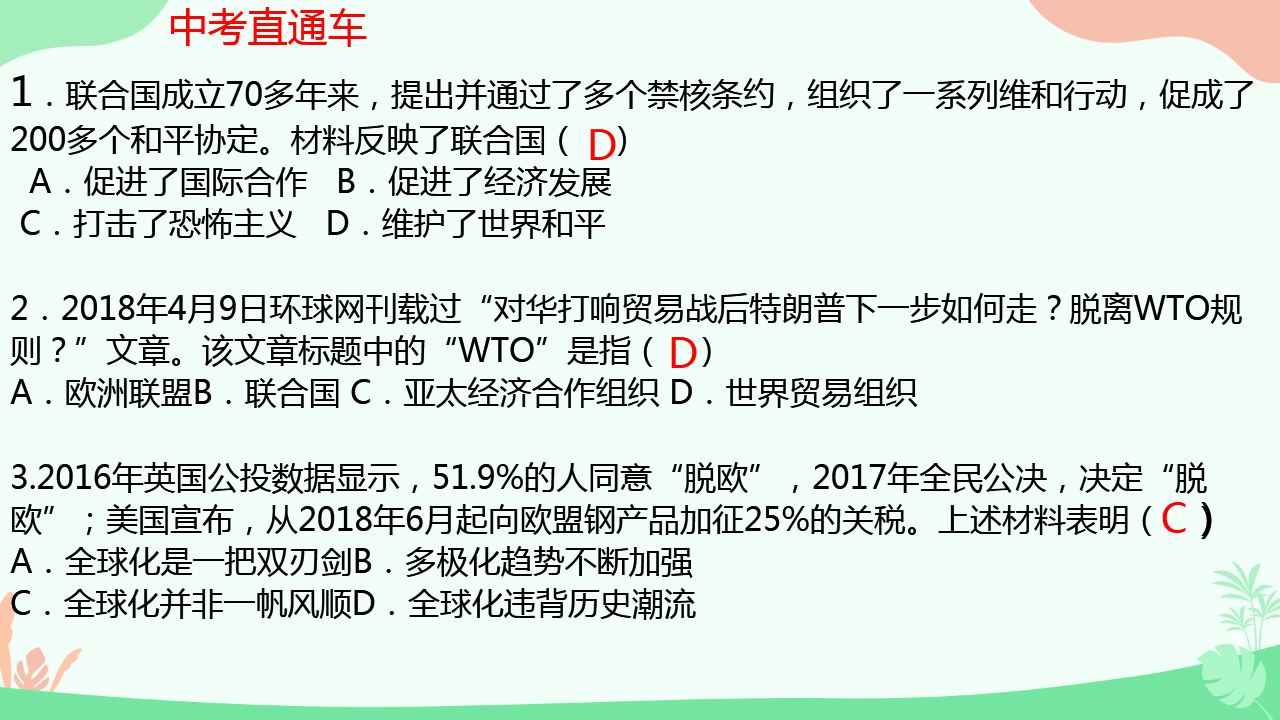 中考直通车
1．联合国成立70多年来，提出并通过了多个禁核条约，组织了一系列维和行动，促成了
200多个和平协定。材料反映了联合国（ D ）
A．促进了国际合作 B．促进了经济发展
C．打击了恐怖主义 D．维护了世界和平
2．2018年4月9日环球网刊载过“对华打响贸易战后特朗普下一步如何走？脱离WTO规
则？”文章。该文章标题中的“WTO”是指（ D ）
A．欧洲联盟B．联合国 C．亚太经济合作组织 D．世界贸易组织
3.2016年英国公投数据显示，51.9%的人同意“脱欧”，2017年全民公决，决定“脱
欧”；美国宣布，从2018年6月起向欧盟钢产品加征25%的关税。上述材料表明（ C ）
A．全球化是一把双刃剑B．多极化趋势不断加强
C．全球化并非一帆风顺D．全球化违背历史潮流